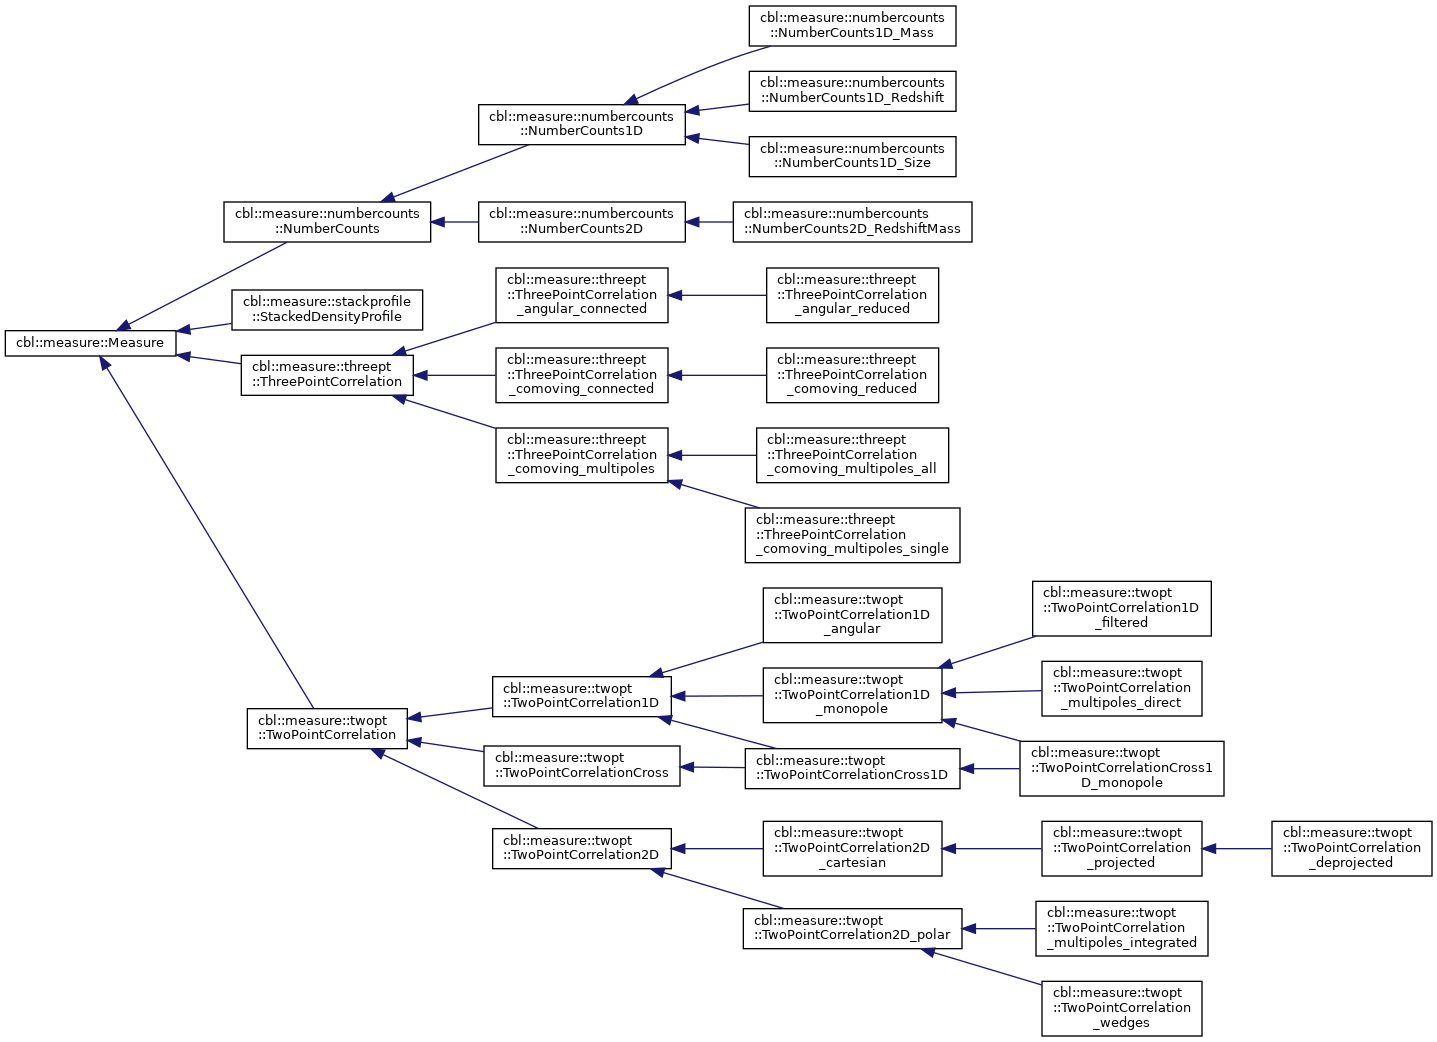 cbl::measure::numbercounts
::NumberCounts1D_Mass
cbl::measure::numbercounts
::NumberCounts1D_Redshift
cbl::measure::numbercounts
::NumberCounts1D
cbl::measure::numbercounts
::NumberCounts1D_Size
cbl::measure::numbercounts
::NumberCounts
cbl::measure::numbercounts
::NumberCounts2D
cbl::measure::numbercounts
::NumberCounts2D_RedshiftMass
cbl::measure::threept
::ThreePointCorrelation
_angular_connected
cbl::measure::threept
::ThreePointCorrelation
_angular_reduced
cbl::measure::stackprofile
::StackedDensityProfile
cbl::measure::Measure
cbl::measure::threept
::ThreePointCorrelation
cbl::measure::threept
::ThreePointCorrelation
_comoving_connected
cbl::measure::threept
::ThreePointCorrelation
_comoving_reduced
cbl::measure::threept
::ThreePointCorrelation
_comoving_multipoles
cbl::measure::threept
::ThreePointCorrelation
_comoving_multipoles_all
cbl::measure::threept
::ThreePointCorrelation
_comoving_multipoles_single
cbl::measure::twopt
::TwoPointCorrelation1D
_angular
cbl::measure::twopt
::TwoPointCorrelation1D
_filtered
cbl::measure::twopt
::TwoPointCorrelation1D
cbl::measure::twopt
::TwoPointCorrelation1D
_monopole
cbl::measure::twopt
::TwoPointCorrelation
_multipoles_direct
cbl::measure::twopt
::TwoPointCorrelation
cbl::measure::twopt
::TwoPointCorrelationCross
cbl::measure::twopt
::TwoPointCorrelationCross1D
cbl::measure::twopt
::TwoPointCorrelationCross1
D_monopole
cbl::measure::twopt
::TwoPointCorrelation2D
cbl::measure::twopt
::TwoPointCorrelation2D
_cartesian
cbl::measure::twopt
::TwoPointCorrelation
_projected
cbl::measure::twopt
::TwoPointCorrelation
_deprojected
cbl::measure::twopt
::TwoPointCorrelation2D_polar
cbl::measure::twopt
::TwoPointCorrelation
_multipoles_integrated
cbl::measure::twopt
::TwoPointCorrelation
_wedges